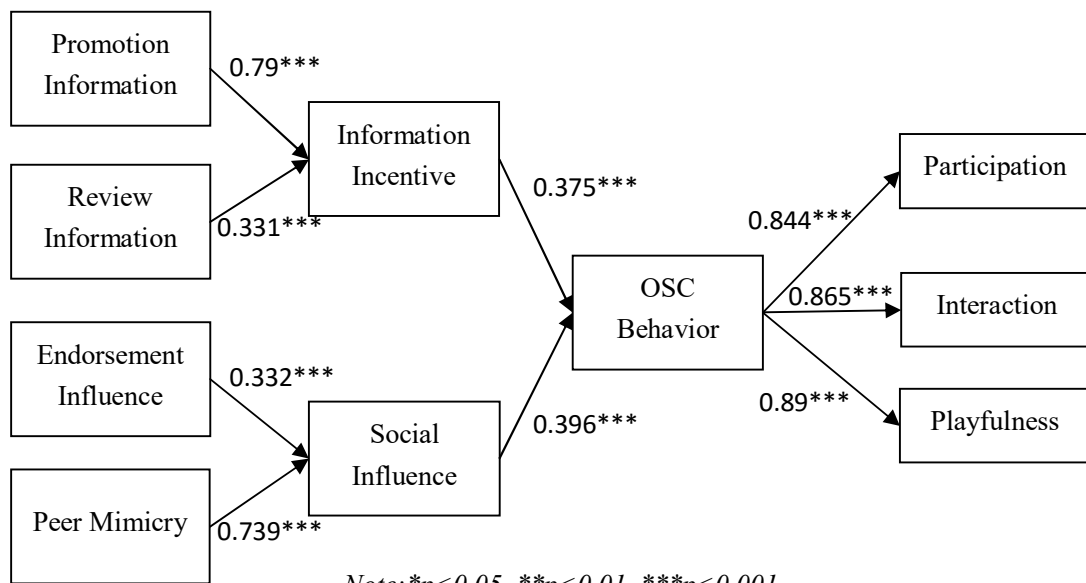 Promotion
Information
0.79***
Information
Incentive
Review
Information
0.331***
0.375***
Participation
0.844***
OSC
Behavior
0.865***
Interaction
Endorsement
Influence
0.332***
Social
Influence
0.396***
0.89***
Playfulness
Peer Mimicry
0.739***
Note:*p<0.05, **p<0.01, ***p<0.001